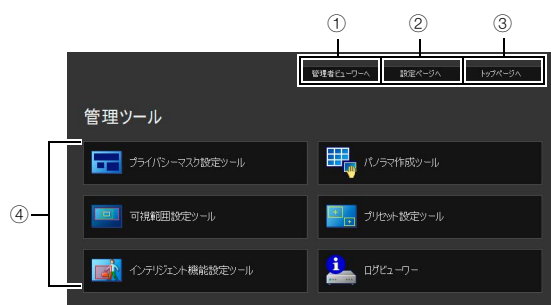 ① ② ③
管理者ビューワーへ 設定ページへ トップページへ
管理ツール
④
プライバシーマスク設定ツール パノラマ作成ツール
可視範囲設定ツール プリセット設定ツール
インテリジェント機能設定ツール ログビューワー